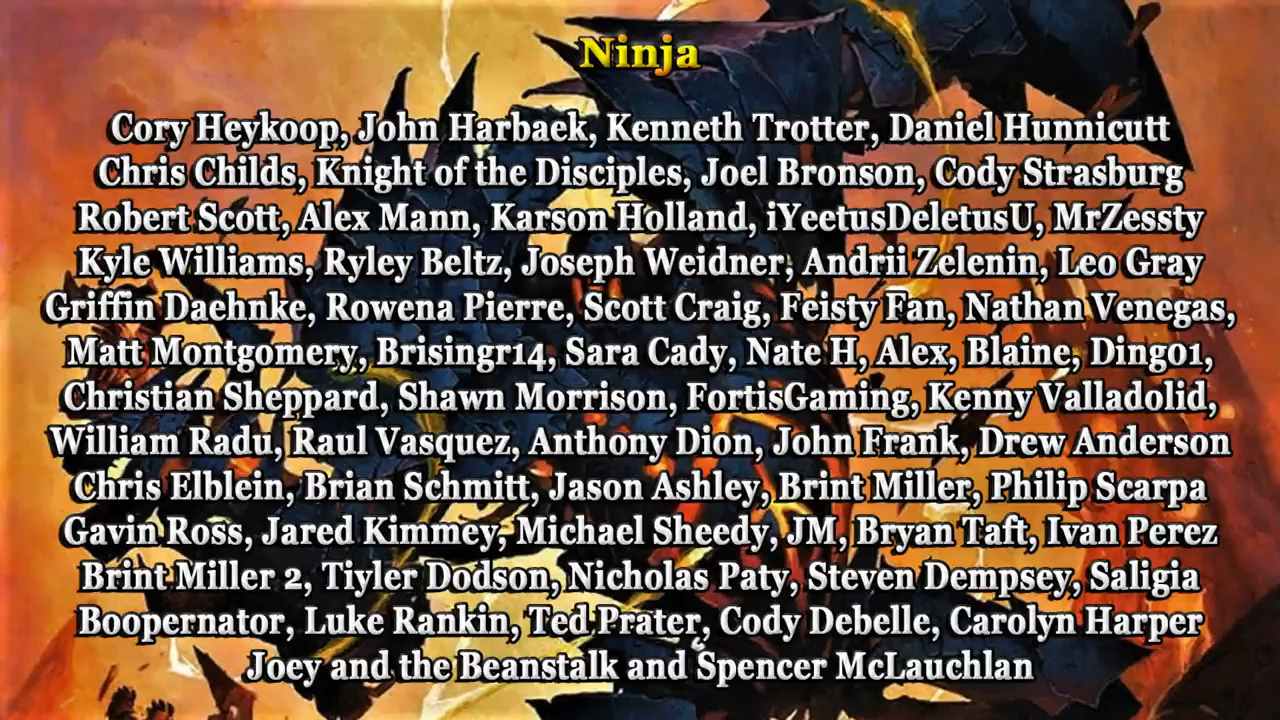 Ninja
Cory Heykoop, John Harbaek, Kenneth Trotter, Daniel Hunnicutt
Chris Childs, Knight of the Disciples, Joel Bronson, Cody Strasburg
Robert Scott, Alex Mann, Karson Holland, iYeetusDeletusU, MrZessty
Kyle Williams, Ryley Beltz, Joseph Weidner, Andrii Zelenin, Leo Gray
Griffin Daehnke, Rowena Pierre, Scott Craig, Feisty Fan, Nathan Venegas,
Matt Montgomery, Brisingr14, Sara Cady, Nate H, Alex, Blaine, Ding01,
Christian Sheppard, Shawn Morrison, FortisGaming, Kenny Valladolid,
William Radu, Raul Vasquez, Anthony Dion, John Frank, Drew Anderson
Chris Elblein, Brian Schmitt, Jason Ashley, Brint Miller, Philip Scarpa
Gavin Ross, Jared Kimmey, Michael Sheedy, JM, Bryan Taft, Ivan Perez
Brint Miller 2, Tiyler Dodson, Nicholas Paty, Steven Dempsey, Saligia
Boopernator, Luke Rankin, Ted Prater, Cody Debelle, Carolyn Harper
Joey and the Beanstalk and Spencer McLauchlan